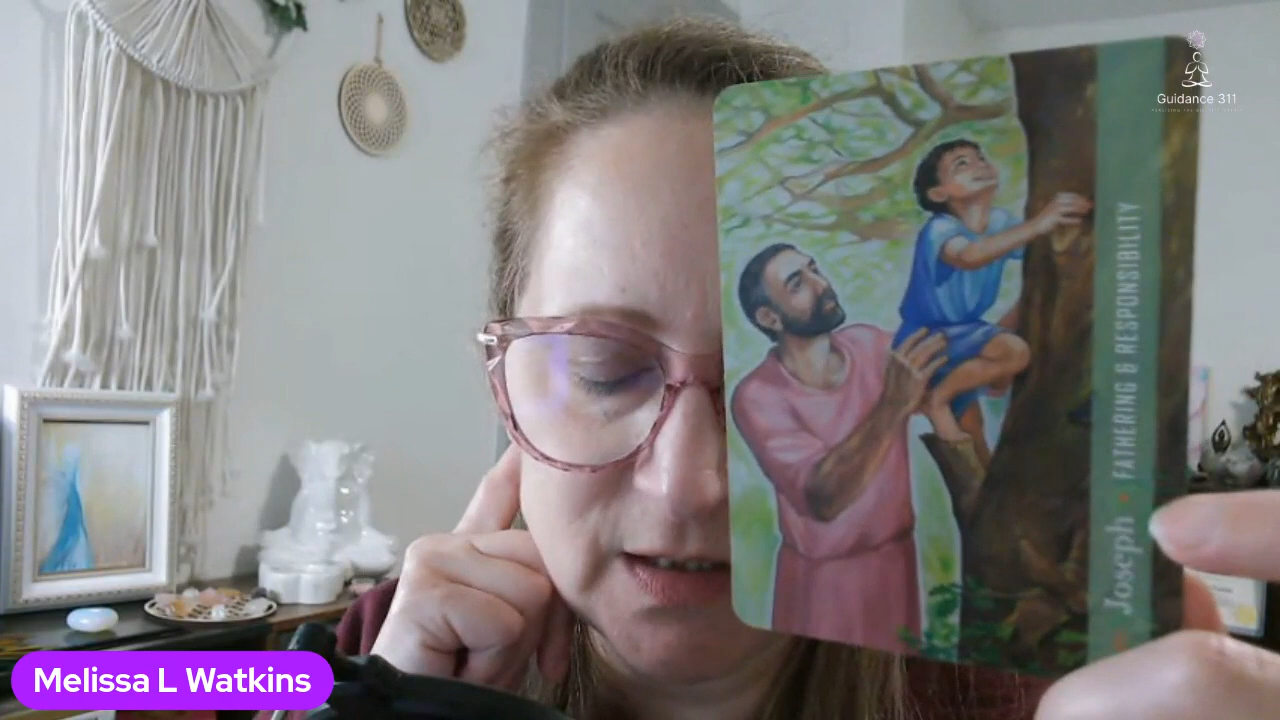 Guidance 311
Joseph • FATHERING & RESPONSIBILITY
Melissa L Watkins